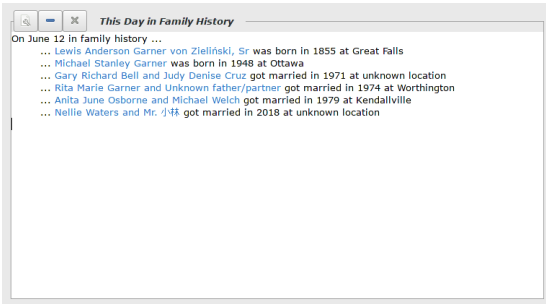 This Day in Family History
On June 12 in family history ...
... Lewis Anderson Garner von Zieliński, Sr was born in 1855 at Great Falls
... Michael Stanley Garner was born in 1948 at Ottawa
... Gary Richard Bell and Judy Denise Cruz got married in 1971 at unknown location
... Rita Marie Garner and Unknown father/partner got married in 1974 at Worthington
... Anita June Osborne and Michael Welch got married in 1979 at Kendallville
... Nellie Waters and Mr. 小林 got married in 2018 at unknown location